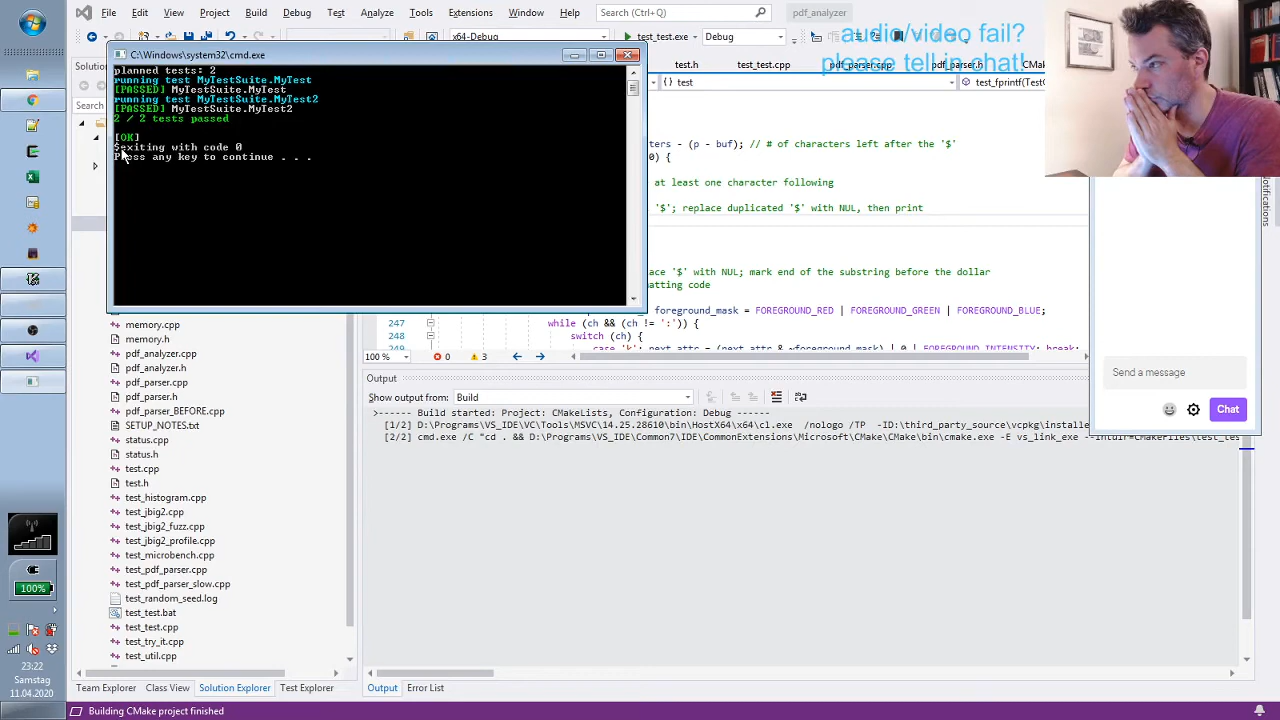 File Edit View Project Build Debug Test Analyze Tools Extensions Window Help Search (Ctrl+Q) pdf_analyzer
audio/video fail?
please tell in chat!
x64-Debug test_test.exe Debug
C:\Windows\system32\cmd.exe
planned tests: 2
running test MyTestSuite.MyTest
[PASSED] MyTestSuite.MyTest
running test MyTestSuite.MyTest2
[PASSED] MyTestSuite.MyTest2
2 / 2 tests passed
[OK]
$exiting with code 0
Press any key to continue . . .
Solu
Search
test.h test_test.cpp pdf_parser.cpp pdf_parser.h CMake
{ } test test_fprintf(
- (p - buf); // # of characters left after the '$'
0) {
at least one character following
'$'; replace duplicated '$' with NUL, then print
'$' with NUL; mark end of the substring before the dollar
foreground_mask = FOREGROUND_RED | FOREGROUND_GREEN | FOREGROUND_BLUE;
247 while (ch && (ch != ':')) {
248 switch (ch) {
case 'k': next_attr = (next_attr & ~foreground_mask) | 0 | FOREGROUND_INTENSITY; break;
100 % 0 3
memory.cpp
memory.h
pdf_analyzer.cpp
pdf_analyzer.h
pdf_parser.cpp
pdf_parser.h
pdf_parser_BEFORE.cpp
SETUP_NOTES.txt
status.cpp
status.h
test.cpp
test.h
test_histogram.cpp
test_jbig2.cpp
test_jbig2_fuzz.cpp
test_jbig2_profile.cpp
test_microbench.cpp
test_pdf_parser.cpp
test_pdf_parser_slow.cpp
test_random_seed.log
test_test.bat
test_test.cpp
test_try_it.cpp
test_util.cpp
Team Explorer Class View Solution Explorer Test Explorer
Output
Show output from: Build
>------ Build started: Project: CMakeLists, Configuration: Debug ------
[1/2] D:\Programs\VS_IDE\VC\Tools\MSVC\14.25.28610\bin\HostX64\x64\cl.exe /nologo /TP -ID:\third_party_source\vcpkg\installe
[2/2] cmd.exe /C "cd . && D:\Programs\VS_IDE\Common7\IDE\CommonExtensions\Microsoft\CMake\CMake\bin\cmake.exe -E vs_link_exe
Output Error List
Notifications
Send a message
Chat
100%
23:22
Samstag
11.04.2020
Building CMake project finished